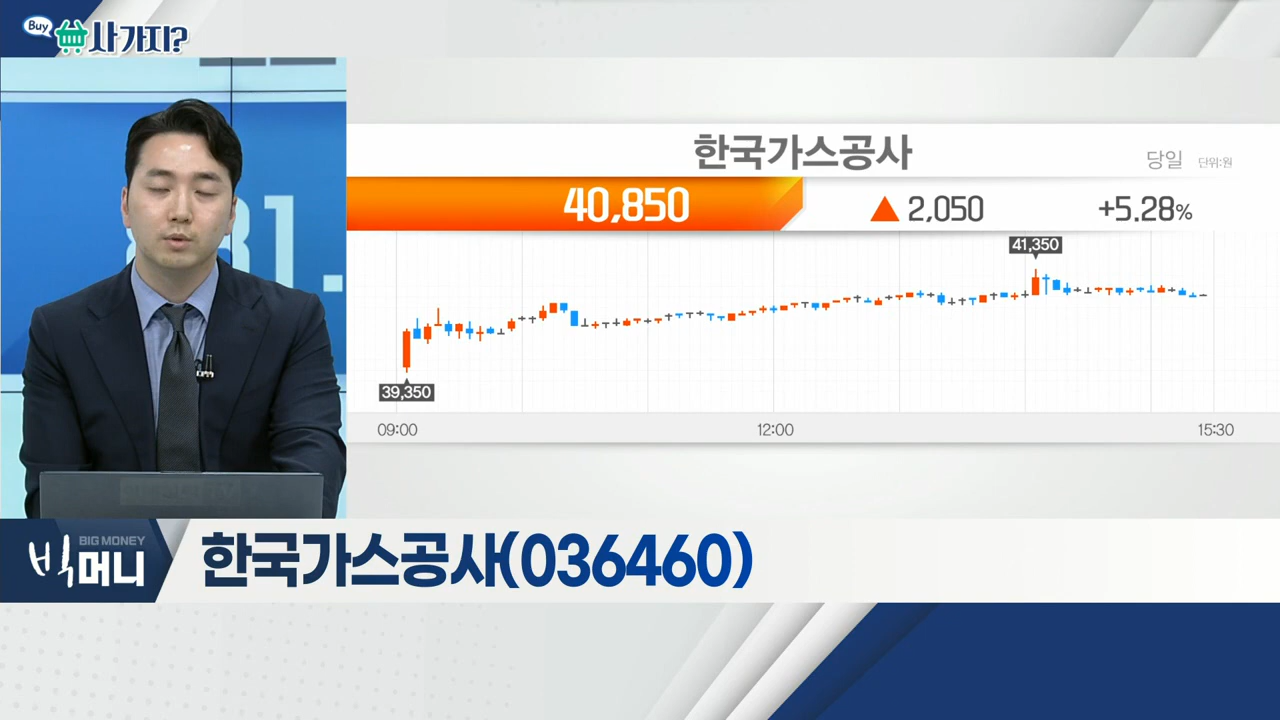 Buy
사가지?
한국가스공사
당일 단위:원
40,850 ▲ 2,050 +5.28%
41,350
39,350
09:00 12:00 15:30
BIG MONEY
빅머니
한국가스공사(036460)